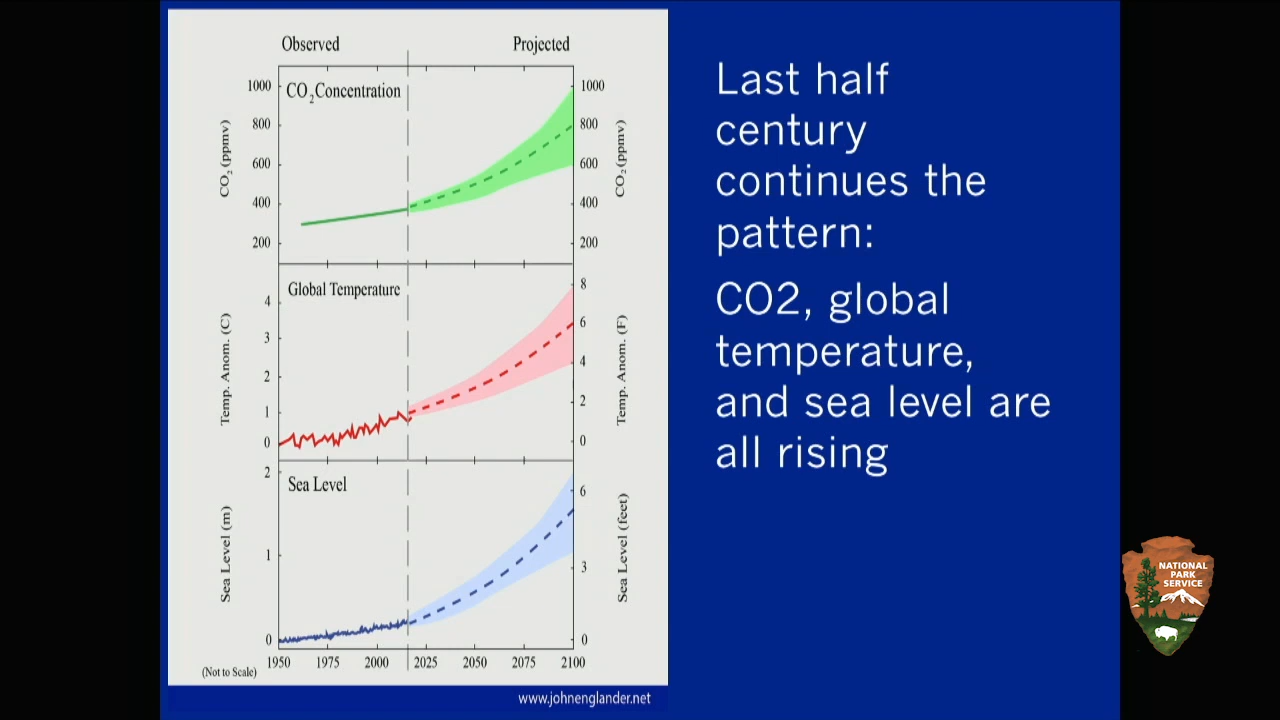 Observed Projected
1000 CO2 Concentration 1000
800 800
CO2 (ppmv) CO2 (ppmv)
600 600
400 400
200 200
Global Temperature 8
4
6
3
Temp. Anom. (C) Temp. Anom. (F)
2 4
1 2
0 0
2
Sea Level 6
Sea Level (m) Sea Level (feet)
1 3
0 0
1950 1975 2000 2025 2050 2075 2100
(Not to Scale)
www.johnenglander.net
Last half
century
continues the
pattern:
CO2, global
temperature,
and sea level are
all rising
NATIONAL
PARK
SERVICE